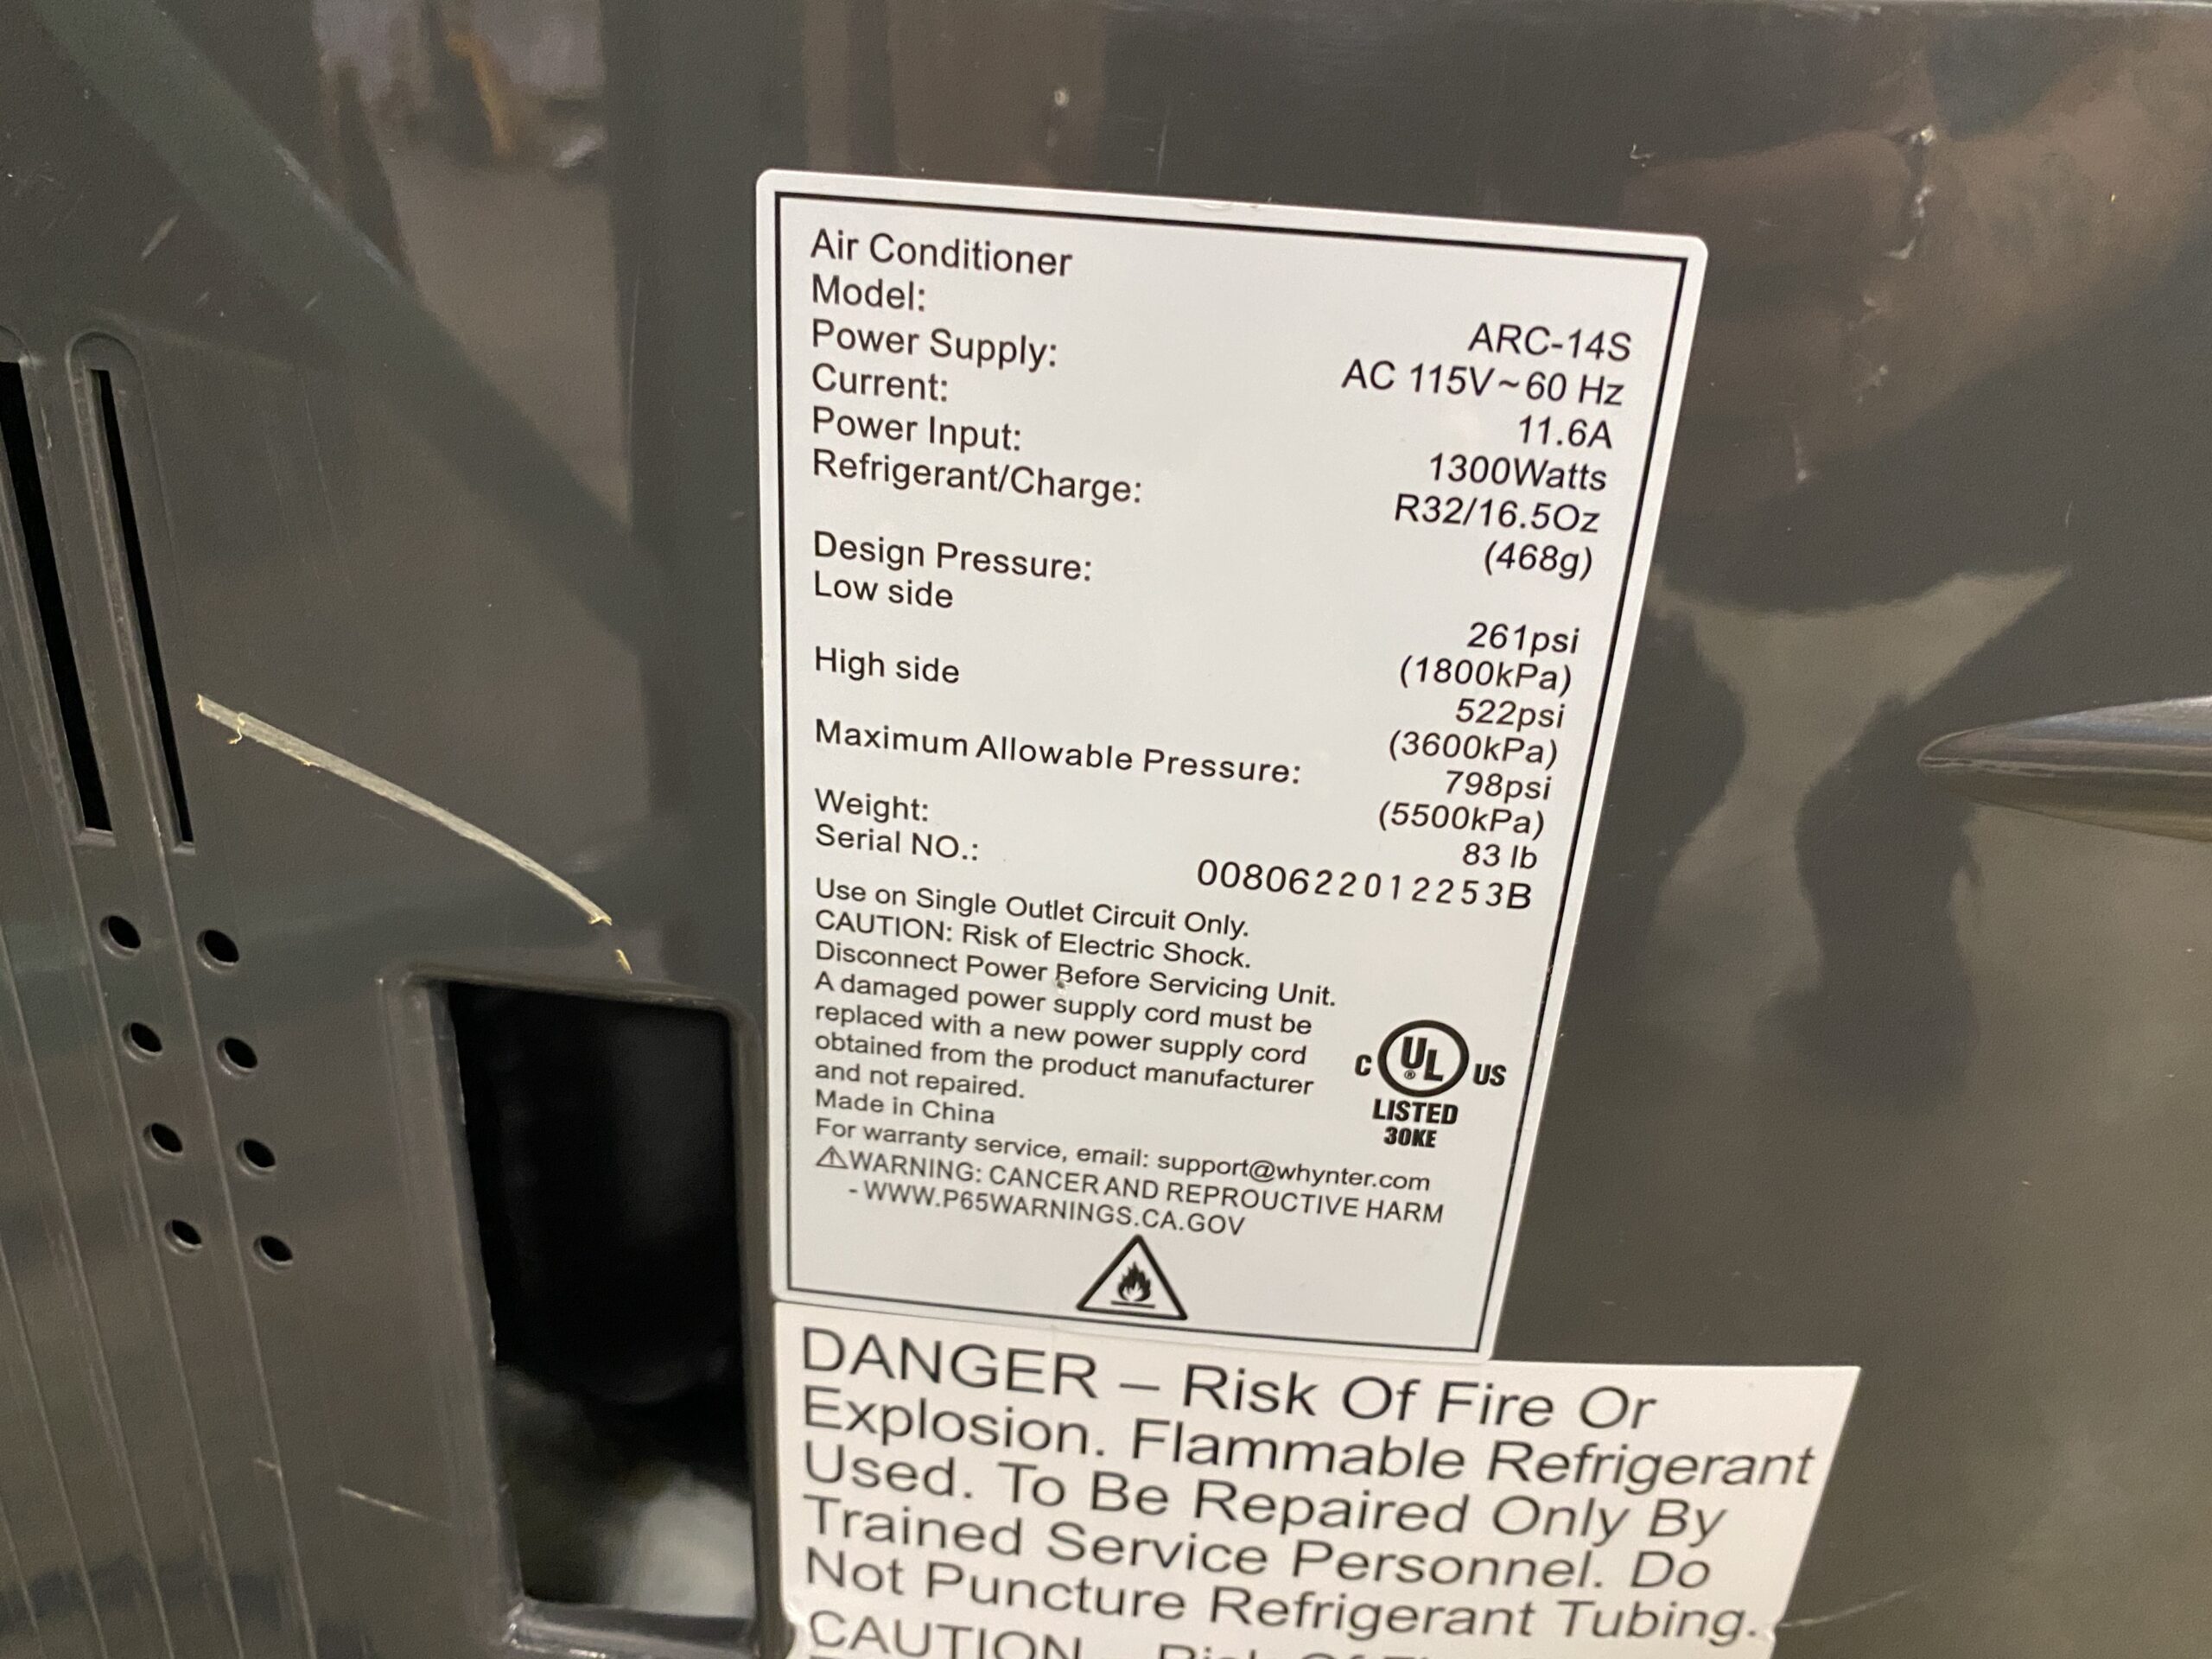 Air Conditioner
Model: ARC-14S
Power Supply: AC 115V~60 Hz
Current: 11.6A
Power Input: 1300Watts
Refrigerant/Charge: R32/16.5Oz
(468g)
Design Pressure:
Low side 261psi
(1800kPa)
High side 522psi
(3600kPa)
Maximum Allowable Pressure: 798psi
(5500kPa)
Weight: 83 lb
Serial NO.: 0080622012253B
Use on Single Outlet Circuit Only.
CAUTION: Risk of Electric Shock.
Disconnect Power Before Servicing Unit.
A damaged power supply cord must be
replaced with a new power supply cord
obtained from the product manufacturer
and not repaired.
C UL ® US
LISTED
30KE
Made in China
For warranty service, email: support@whynter.com
⚠WARNING: CANCER AND REPROUCTIVE HARM
- WWW.P65WARNINGS.CA.GOV
DANGER – Risk Of Fire Or
Explosion. Flammable Refrigerant
Used. To Be Repaired Only By
Trained Service Personnel. Do
Not Puncture Refrigerant Tubing.
CAUTION Risk Of